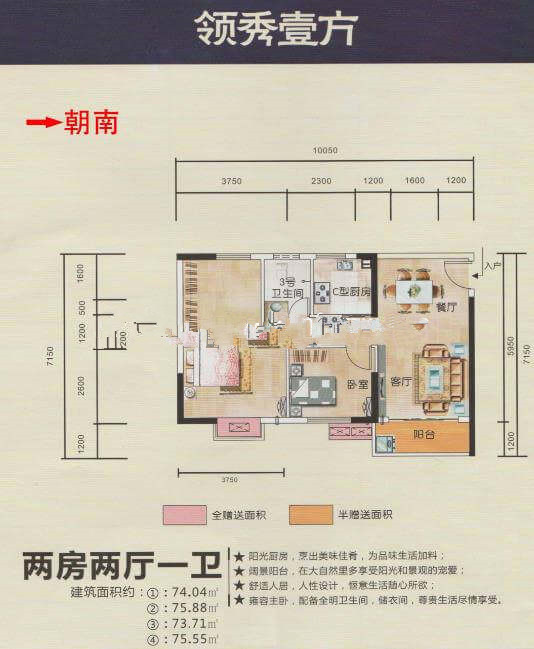 领秀壹方
朝南
10050
3750 2300 1200 1600 1200
入户
3号
卫生间
C型厨房
餐厅
客厅
卧室
阳台
7150
1600
500
1200
2600
1200
5950
7150
1200
3750
全赠送面积
半赠送面积
两房两厅一卫
建筑面积约：①：74.04㎡
②：75.88㎡
③：73.71㎡
④：75.55㎡
★ 阳光厨房，烹出美味佳肴，为品味生活加料；
★ 阔景阳台，在大自然里多享受阳光和景观的宠爱；
★ 舒适人居，人性设计，惬意生活随心所欲；
★ 雍容主卧，配备全明卫生间，储衣间，尊贵生活尽情享受。